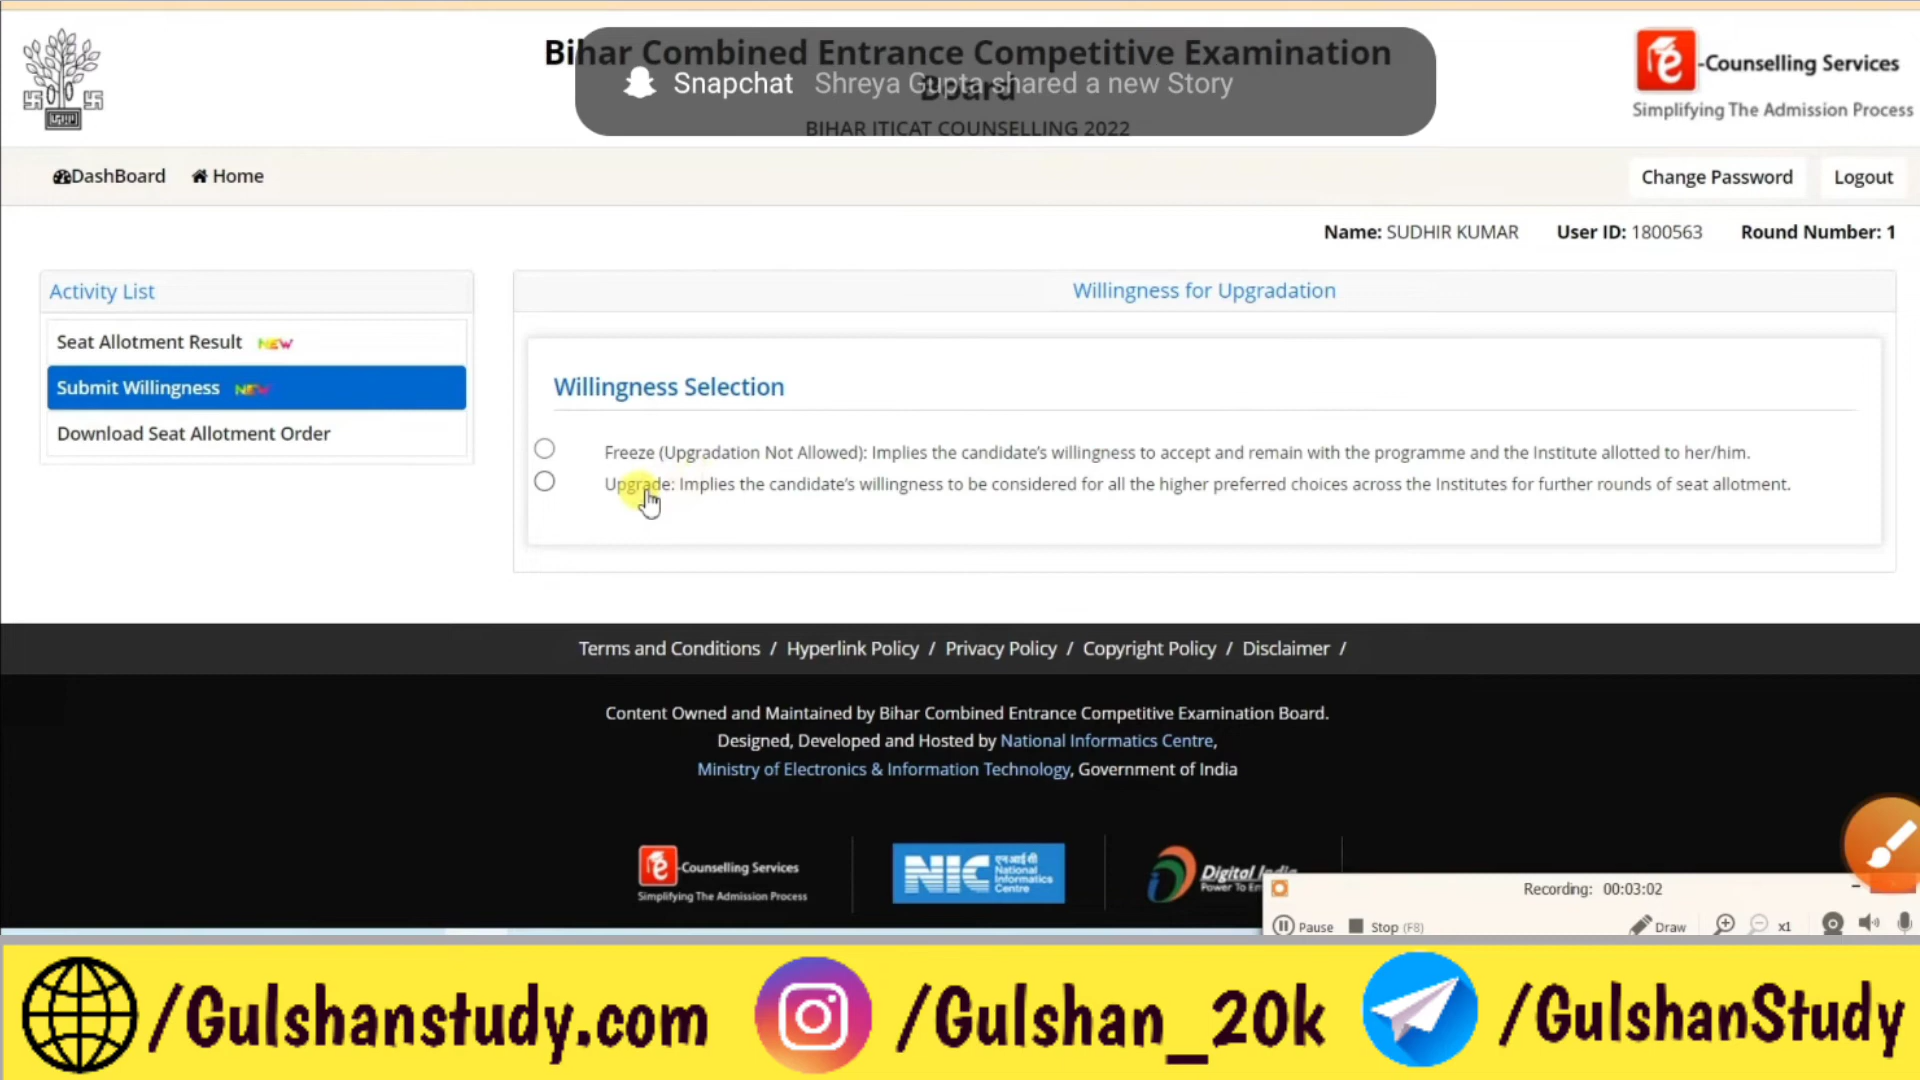 Bihar Combined Entrance Competitive Examination
Board
Snapchat Shreya Gupta shared a new Story
BIHAR ITICAT COUNSELLING 2022
e-Counselling Services
Simplifying The Admission Process
DashBoard Home
Change Password Logout
Name: SUDHIR KUMAR User ID: 1800563 Round Number: 1
Activity List
Seat Allotment Result NEW
Submit Willingness NEW
Download Seat Allotment Order
Willingness for Upgradation
Willingness Selection
Freeze (Upgradation Not Allowed): Implies the candidate's willingness to accept and remain with the programme and the Institute allotted to her/him.
Upgrade: Implies the candidate's willingness to be considered for all the higher preferred choices across the Institutes for further rounds of seat allotment.
Terms and Conditions / Hyperlink Policy / Privacy Policy / Copyright Policy / Disclaimer /
Content Owned and Maintained by Bihar Combined Entrance Competitive Examination Board.
Designed, Developed and Hosted by National Informatics Centre,
Ministry of Electronics & Information Technology, Government of India
e-Counselling Services
Simplifying The Admission Process
NIC एन आई सी
National
Informatics
Centre
Digital India
Power To Em
Recording: 00:03:02
Pause Stop (F8) Draw x1
/Gulshanstudy.com /Gulshan_20k /GulshanStudy